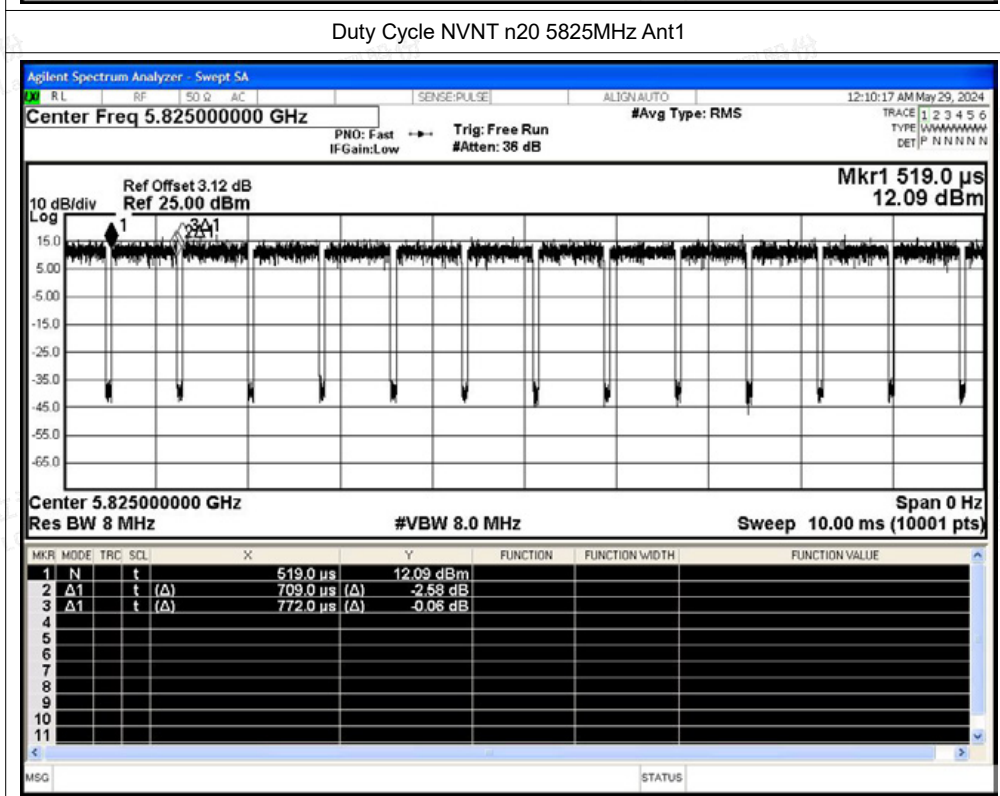 Duty Cycle NVNT n20 5825MHz Ant1
Agilent Spectrum Analyzer - Swept SA
RL RF 50 Ω AC SENSE:PULSE ALIGN AUTO 12:10:17 AM May 29, 2024
Center Freq 5.825000000 GHz #Avg Type: RMS TRACE 1 2 3 4 5 6
PNO: Fast Trig: Free Run TYPE
IFGain:Low #Atten: 36 dB DET P N N N N N
Mkr1 519.0 µs
Ref Offset 3.12 dB
10 dB/div Ref 25.00 dBm 12.09 dBm
Log
1 2Δ1 3Δ1
15.0
5.00
-5.00
-15.0
-25.0
-35.0
-45.0
-55.0
-65.0
Center 5.825000000 GHz Span 0 Hz
Res BW 8 MHz #VBW 8.0 MHz Sweep 10.00 ms (10001 pts)
MKR MODE TRC SCL X Y FUNCTION FUNCTION WIDTH FUNCTION VALUE
1 N t 519.0 µs 12.09 dBm
2 Δ1 t (Δ) 709.0 µs (Δ) -2.58 dB
3 Δ1 t (Δ) 772.0 µs (Δ) -0.06 dB
4
5
6
7
8
9
10
11
MSG STATUS